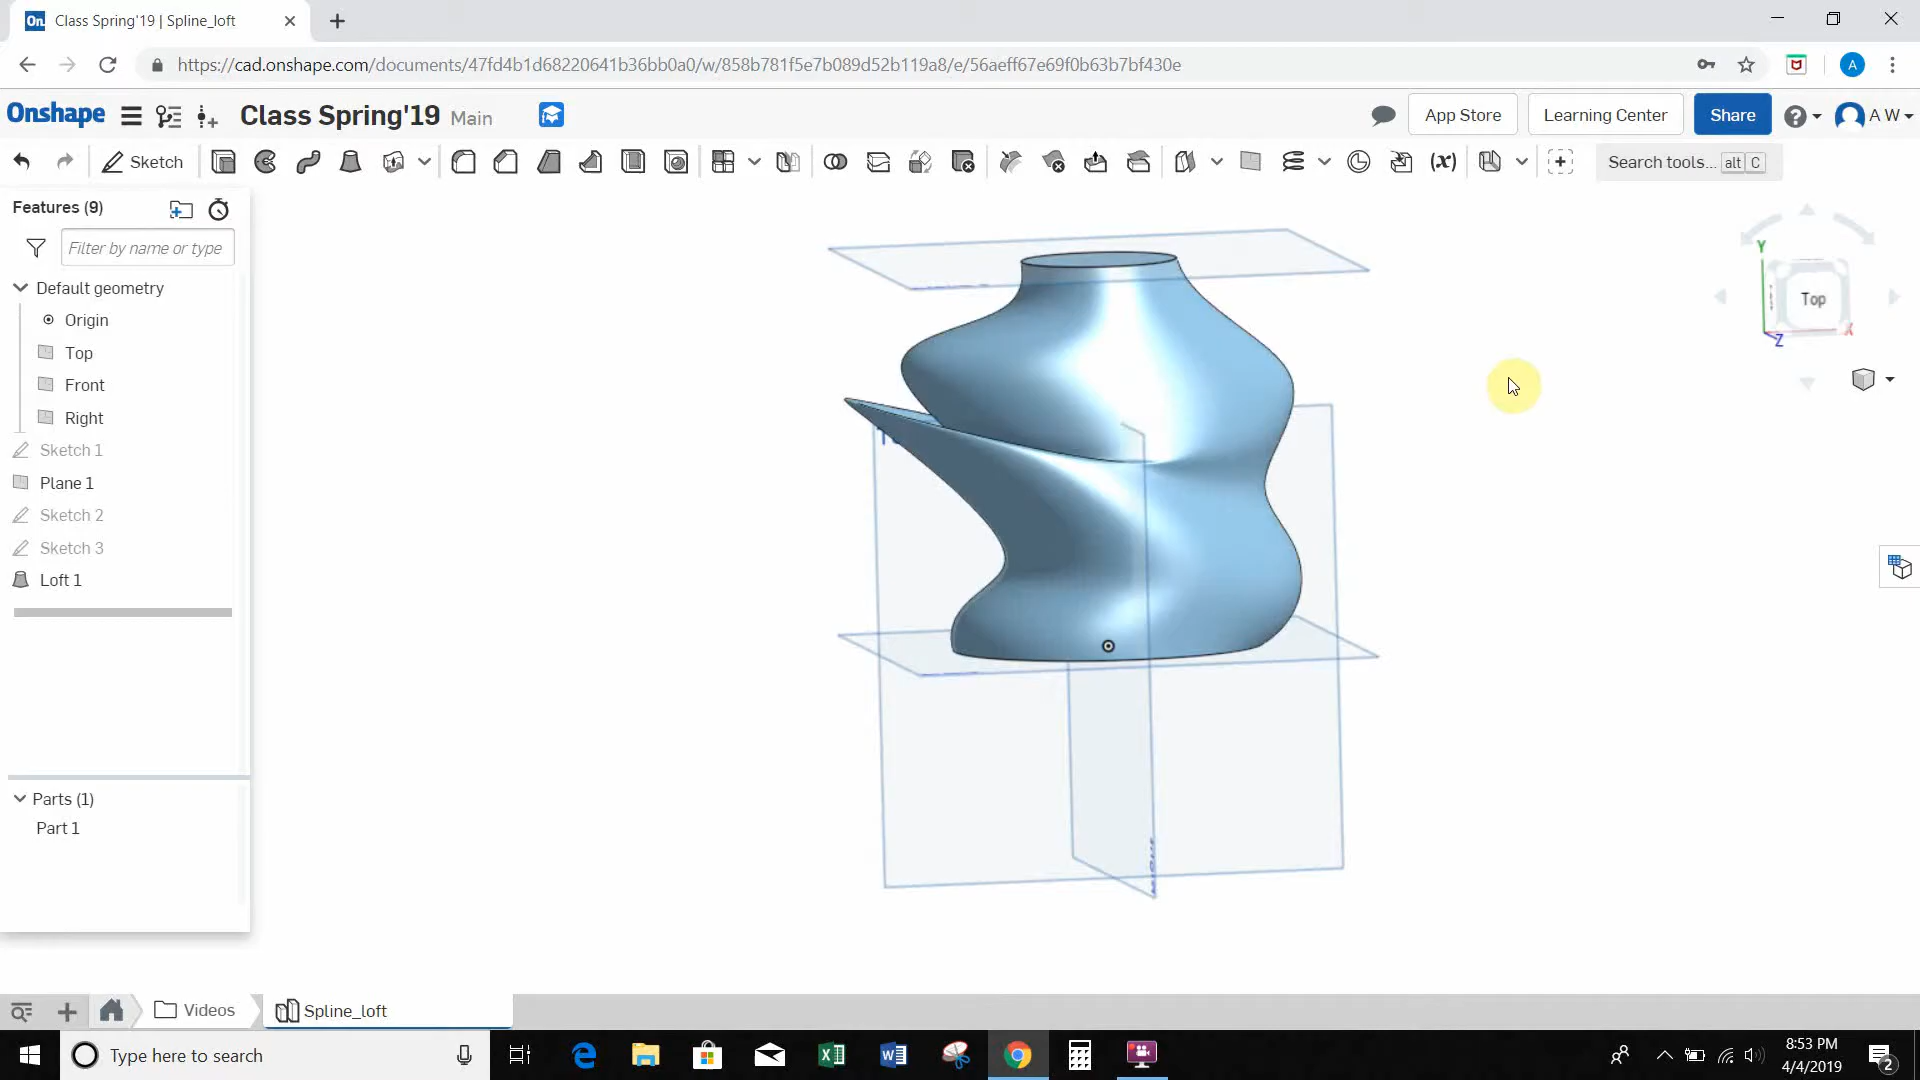 On Class Spring'19 | Spline_loft
https://cad.onshape.com/documents/47fd4b1d68220641b36bb0a0/w/858b781f5e7b089d52b119a8/e/56aeff67e69f0b63b7bf430e
A
Onshape Class Spring'19 Main App Store Learning Center Share A W
Sketch (x) Search tools... alt C
Features (9)
Filter by name or type
Default geometry
Origin
Top
Front
Right
Sketch 1
Plane 1
Sketch 2
Sketch 3
Loft 1
Parts (1)
Part 1
Y
Top
X
Z
Videos Spline_loft
Type here to search
8:53 PM
4/4/2019
2